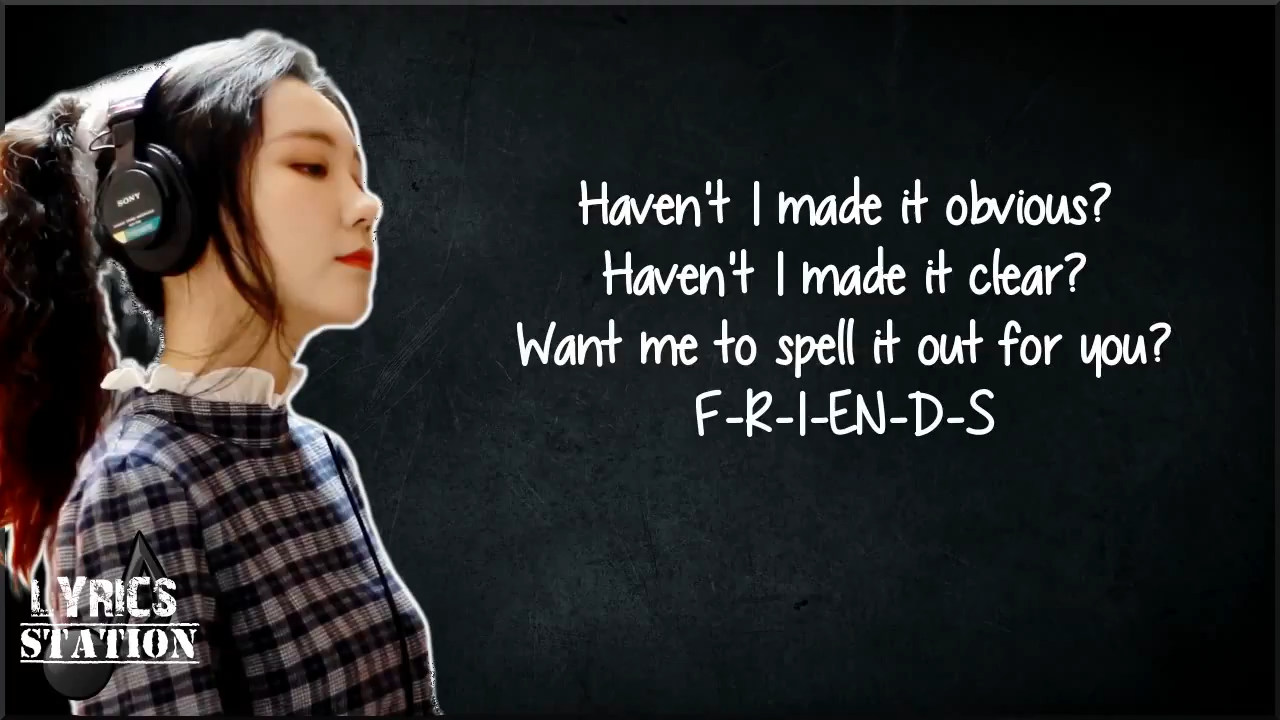 SONY
Haven't I made it obvious?
Haven't I made it clear?
Want me to spell it out for you?
F-R-I-EN-D-S
LYRICS
STATION